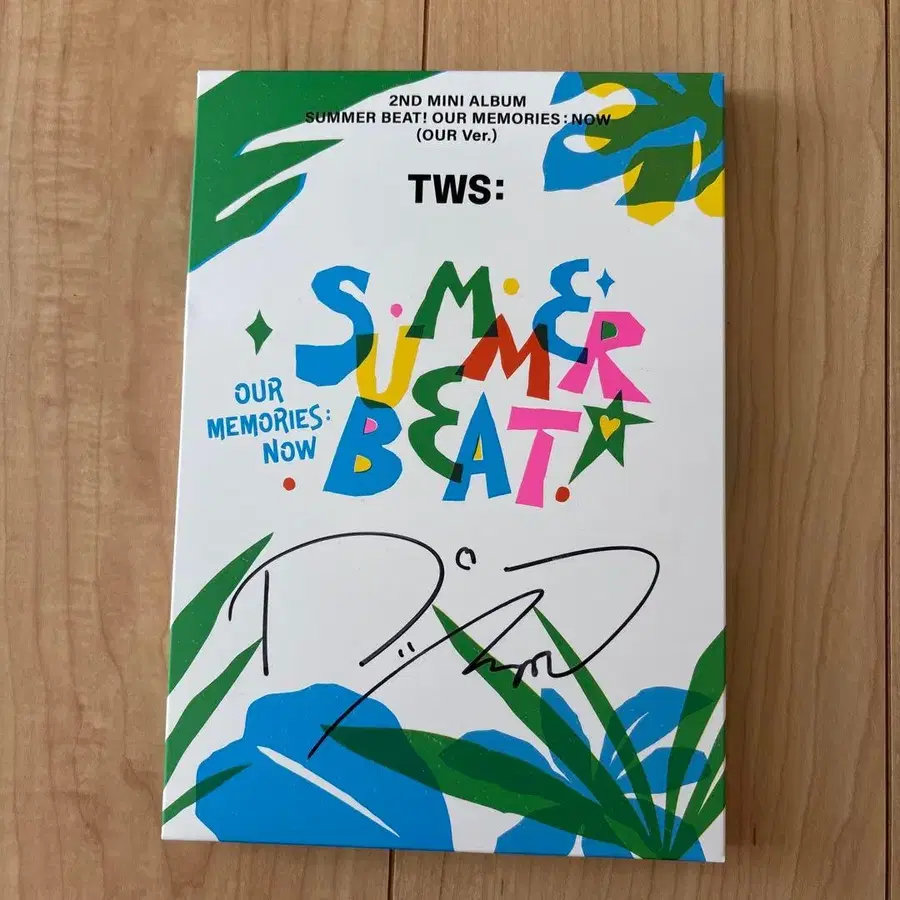 2ND MINI ALBUM
SUMMER BEAT! OUR MEMORIES : NOW
(OUR Ver.)
TWS:
SUMMER
BEAT!
OUR
MEMORIES:
NOW